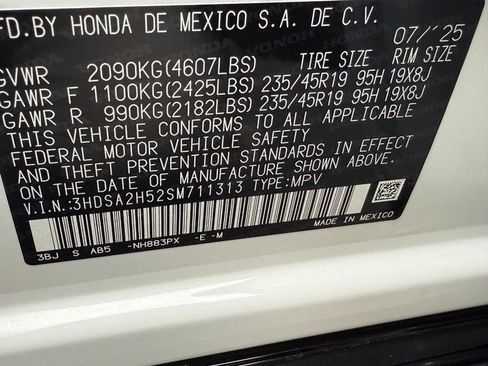 MFD.BY HONDA DE MEXICO S.A. DE C.V. 07/'25
GVWR 2090KG(4607LBS) TIRE SIZE RIM SIZE
GAWR F 1100KG(2425LBS) 235/45R19 95H 19X8J
GAWR R 990KG(2182LBS) 235/45R19 95H 19X8J
THIS VEHICLE CONFORMS TO ALL APPLICABLE
FEDERAL MOTOR VEHICLE SAFETY
AND THEFT PREVENTION STANDARDS IN EFFECT
ON THE DATE OF MANUFACTURE SHOWN ABOVE.
V.I.N.:3HDSA2H52SM711313 TYPE:MPV
MADE IN MEXICO
3BJ S AB5 -NH883PX -E -M